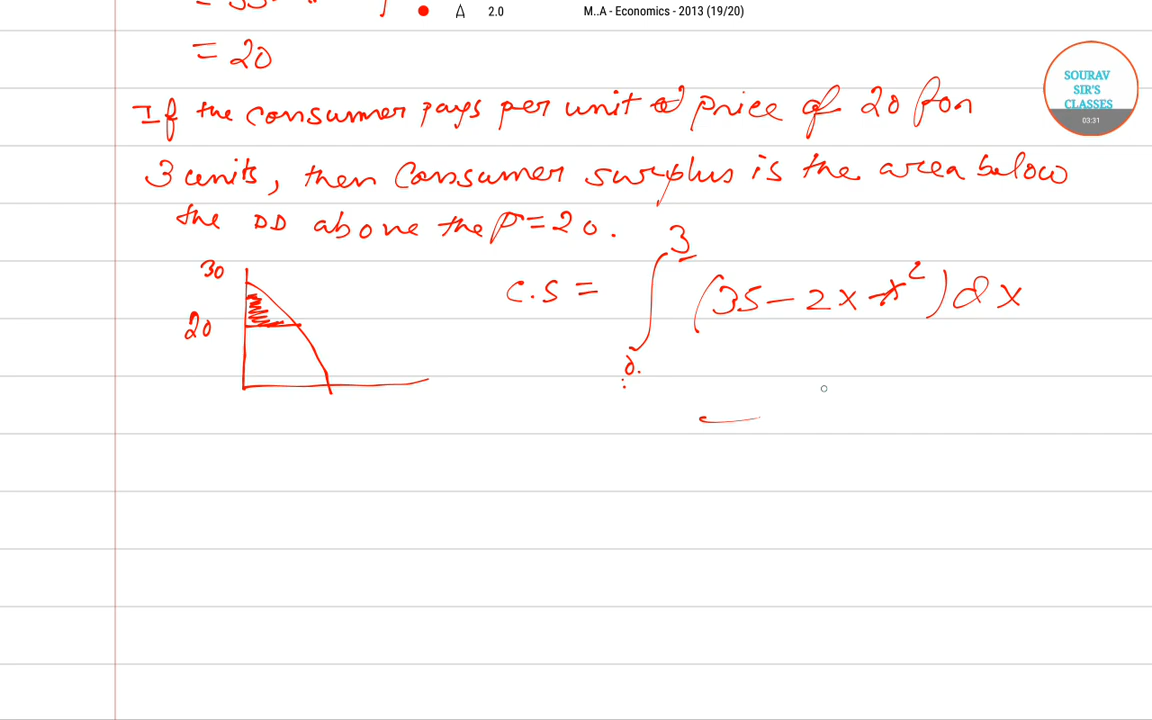 A 2.0 M..A - Economics - 2013 (19/20)
= 20
SOURAV
SIR'S
CLASSES
03:31
If the consumer pays per unit price of 20 for
3 units, then Consumer surplus is the area below
the DD above the P = 20.
30
20
C.S = ∫₀³ (35 - 2x - x²) dx